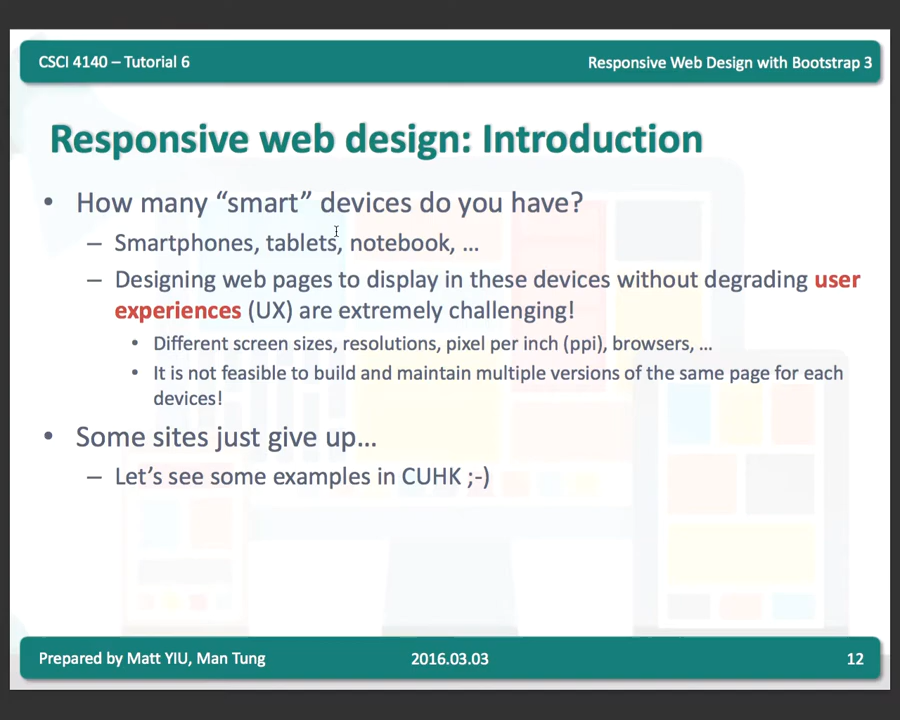 CSCI 4140 – Tutorial 6
Responsive Web Design with Bootstrap 3
Responsive web design: Introduction
• How many “smart” devices do you have?
– Smartphones, tablets, notebook, …
– Designing web pages to display in these devices without degrading user
experiences (UX) are extremely challenging!
• Different screen sizes, resolutions, pixel per inch (ppi), browsers, …
• It is not feasible to build and maintain multiple versions of the same page for each
devices!
• Some sites just give up…
– Let’s see some examples in CUHK ;-)
Prepared by Matt YIU, Man Tung
2016.03.03
12